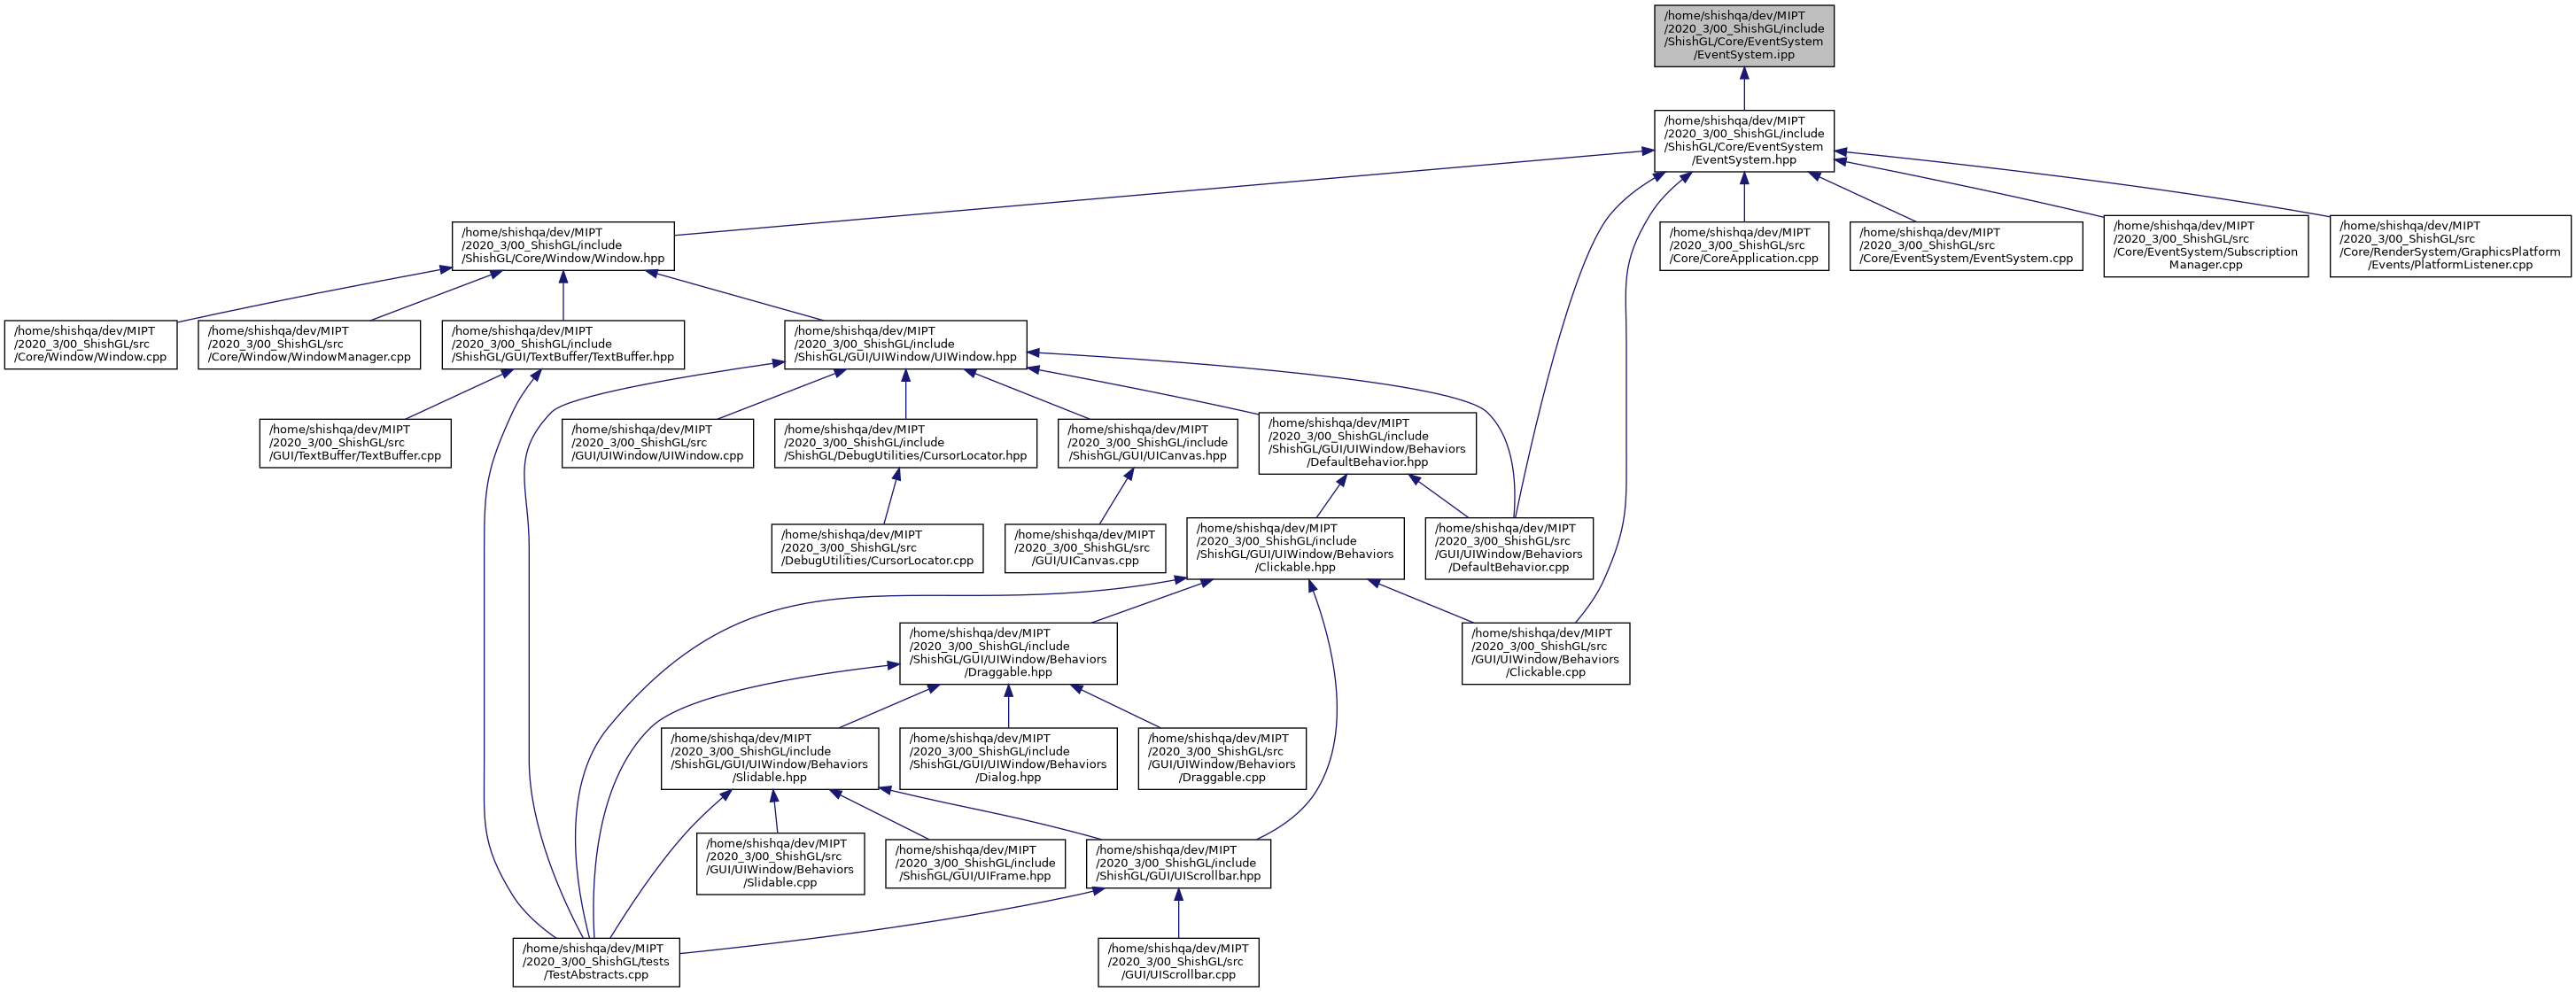 /home/shishqa/dev/MIPT
/2020_3/00_ShishGL/include
/ShishGL/Core/EventSystem
/EventSystem.ipp
/home/shishqa/dev/MIPT
/2020_3/00_ShishGL/include
/ShishGL/Core/EventSystem
/EventSystem.hpp
/home/shishqa/dev/MIPT
/2020_3/00_ShishGL/include
/ShishGL/Core/Window/Window.hpp
/home/shishqa/dev/MIPT
/2020_3/00_ShishGL/src
/Core/CoreApplication.cpp
/home/shishqa/dev/MIPT
/2020_3/00_ShishGL/src
/Core/EventSystem/EventSystem.cpp
/home/shishqa/dev/MIPT
/2020_3/00_ShishGL/src
/Core/EventSystem/Subscription
Manager.cpp
/home/shishqa/dev/MIPT
/2020_3/00_ShishGL/src
/Core/RenderSystem/GraphicsPlatform
/Events/PlatformListener.cpp
/home/shishqa/dev/MIPT
/2020_3/00_ShishGL/src
/Core/Window/Window.cpp
/home/shishqa/dev/MIPT
/2020_3/00_ShishGL/src
/Core/Window/WindowManager.cpp
/home/shishqa/dev/MIPT
/2020_3/00_ShishGL/include
/ShishGL/GUI/TextBuffer/TextBuffer.hpp
/home/shishqa/dev/MIPT
/2020_3/00_ShishGL/include
/ShishGL/GUI/UIWindow/UIWindow.hpp
/home/shishqa/dev/MIPT
/2020_3/00_ShishGL/src
/GUI/TextBuffer/TextBuffer.cpp
/home/shishqa/dev/MIPT
/2020_3/00_ShishGL/src
/GUI/UIWindow/UIWindow.cpp
/home/shishqa/dev/MIPT
/2020_3/00_ShishGL/include
/ShishGL/DebugUtilities/CursorLocator.hpp
/home/shishqa/dev/MIPT
/2020_3/00_ShishGL/include
/ShishGL/GUI/UICanvas.hpp
/home/shishqa/dev/MIPT
/2020_3/00_ShishGL/include
/ShishGL/GUI/UIWindow/Behaviors
/DefaultBehavior.hpp
/home/shishqa/dev/MIPT
/2020_3/00_ShishGL/src
/DebugUtilities/CursorLocator.cpp
/home/shishqa/dev/MIPT
/2020_3/00_ShishGL/src
/GUI/UICanvas.cpp
/home/shishqa/dev/MIPT
/2020_3/00_ShishGL/include
/ShishGL/GUI/UIWindow/Behaviors
/Clickable.hpp
/home/shishqa/dev/MIPT
/2020_3/00_ShishGL/src
/GUI/UIWindow/Behaviors
/DefaultBehavior.cpp
/home/shishqa/dev/MIPT
/2020_3/00_ShishGL/include
/ShishGL/GUI/UIWindow/Behaviors
/Draggable.hpp
/home/shishqa/dev/MIPT
/2020_3/00_ShishGL/src
/GUI/UIWindow/Behaviors
/Clickable.cpp
/home/shishqa/dev/MIPT
/2020_3/00_ShishGL/include
/ShishGL/GUI/UIWindow/Behaviors
/Slidable.hpp
/home/shishqa/dev/MIPT
/2020_3/00_ShishGL/include
/ShishGL/GUI/UIWindow/Behaviors
/Dialog.hpp
/home/shishqa/dev/MIPT
/2020_3/00_ShishGL/src
/GUI/UIWindow/Behaviors
/Draggable.cpp
/home/shishqa/dev/MIPT
/2020_3/00_ShishGL/src
/GUI/UIWindow/Behaviors
/Slidable.cpp
/home/shishqa/dev/MIPT
/2020_3/00_ShishGL/include
/ShishGL/GUI/UIFrame.hpp
/home/shishqa/dev/MIPT
/2020_3/00_ShishGL/include
/ShishGL/GUI/UIScrollbar.hpp
/home/shishqa/dev/MIPT
/2020_3/00_ShishGL/tests
/TestAbstracts.cpp
/home/shishqa/dev/MIPT
/2020_3/00_ShishGL/src
/GUI/UIScrollbar.cpp